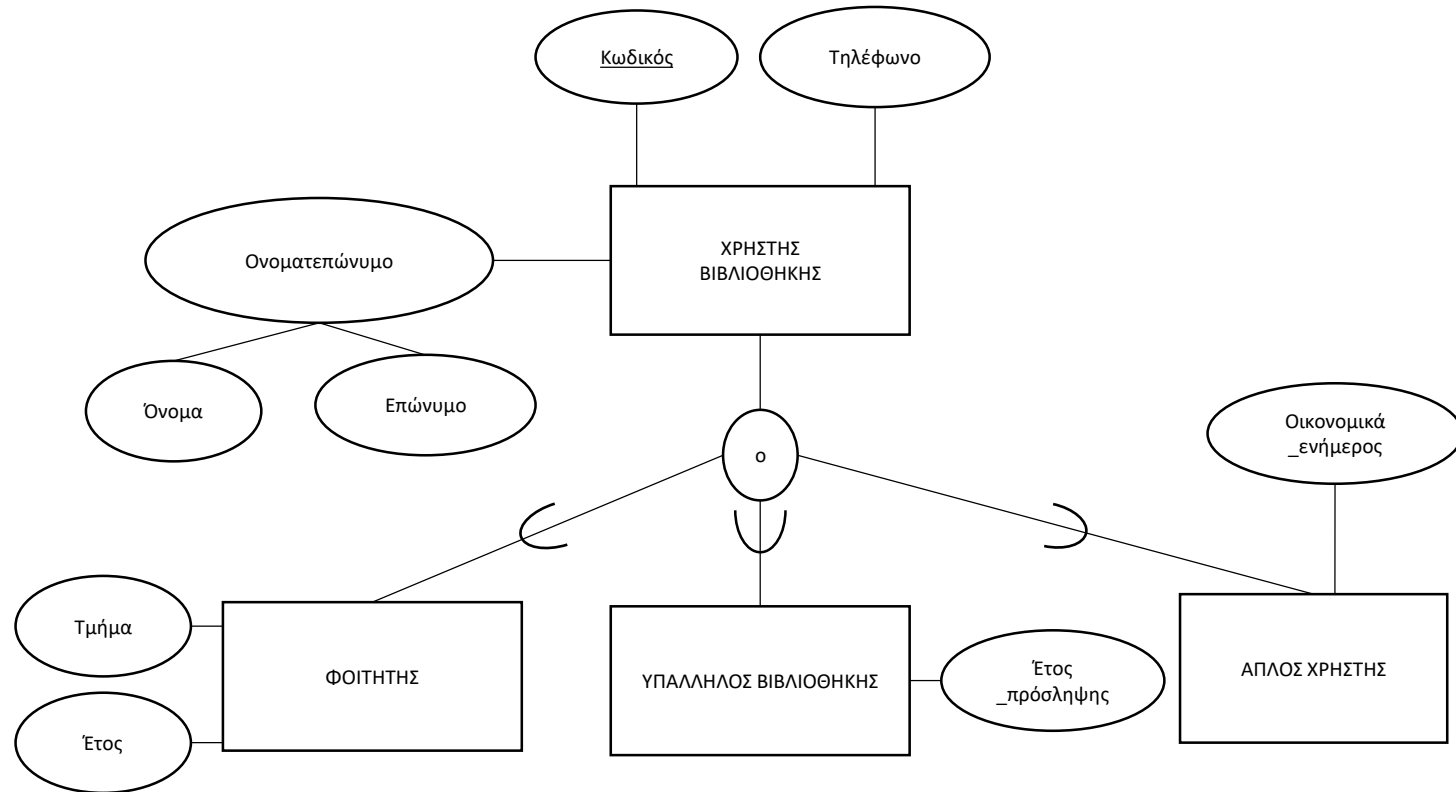 Κωδικός
Τηλέφωνο
Ονοματεπώνυμο
ΧΡΗΣΤΗΣ
ΒΙΒΛΙΟΘΗΚΗΣ
Όνομα
Επώνυμο
ο
Οικονομικά
_ενήμερος
Τμήμα
Έτος
ΦΟΙΤΗΤΗΣ
ΥΠΑΛΛΗΛΟΣ ΒΙΒΛΙΟΘΗΚΗΣ
Έτος
_πρόσληψης
ΑΠΛΟΣ ΧΡΗΣΤΗΣ